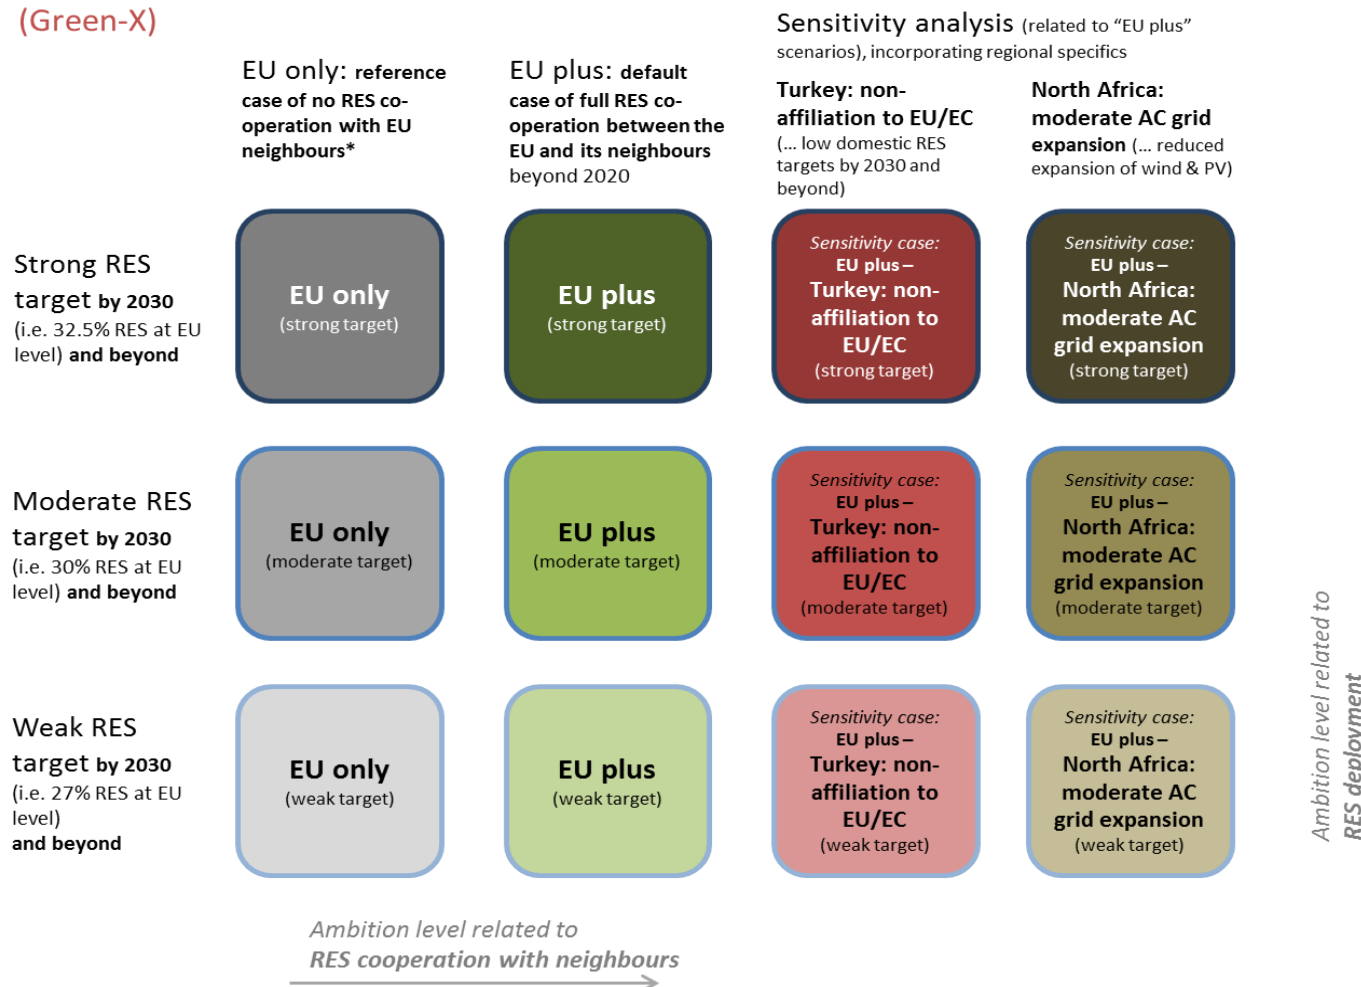 (Green-X)
EU only: reference
case of no RES co-
operation with EU
neighbours*
EU plus: default
case of full RES co-
operation between the
EU and its neighbours
beyond 2020
Sensitivity analysis (related to “EU plus”
scenarios), incorporating regional specifics
Turkey: non-
affiliation to EU/EC
(... low domestic RES
targets by 2030 and
beyond)
North Africa:
moderate AC grid
expansion (... reduced
expansion of wind & PV)
Strong RES
target by 2030
(i.e. 32.5% RES at EU
level) and beyond
EU only
(strong target)
EU plus
(strong target)
Sensitivity case:
EU plus –
Turkey: non-
affiliation to
EU/EC
(strong target)
Sensitivity case:
EU plus –
North Africa:
moderate AC
grid expansion
(strong target)
Moderate RES
target by 2030
(i.e. 30% RES at EU
level) and beyond
EU only
(moderate target)
EU plus
(moderate target)
Sensitivity case:
EU plus –
Turkey: non-
affiliation to
EU/EC
(moderate target)
Sensitivity case:
EU plus –
North Africa:
moderate AC
grid expansion
(moderate target)
Weak RES
target by 2030
(i.e. 27% RES at EU
level)
and beyond
EU only
(weak target)
EU plus
(weak target)
Sensitivity case:
EU plus –
Turkey: non-
affiliation to
EU/EC
(weak target)
Sensitivity case:
EU plus –
North Africa:
moderate AC
grid expansion
(weak target)
Ambition level related to
RES deployment
Ambition level related to
RES cooperation with neighbours